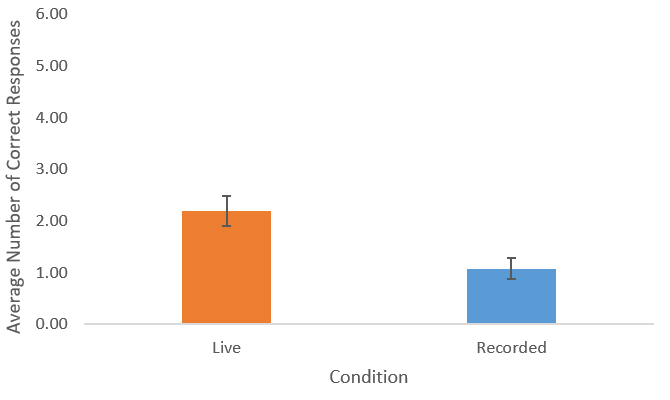 Average Number of Correct Responses
6.00
5.00
4.00
3.00
2.00
1.00
0.00
Live
Recorded
Condition